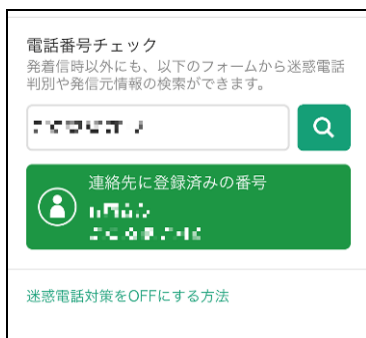 電話番号チェック
発着信時以外にも、以下のフォームから迷惑電話
判別や発信元情報の検索ができます。
連絡先に登録済みの番号
迷惑電話対策をOFFにする方法